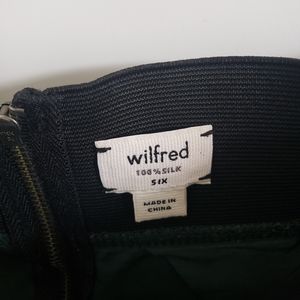 wilfred
100% SILK
SIX
MADE IN
CHINA